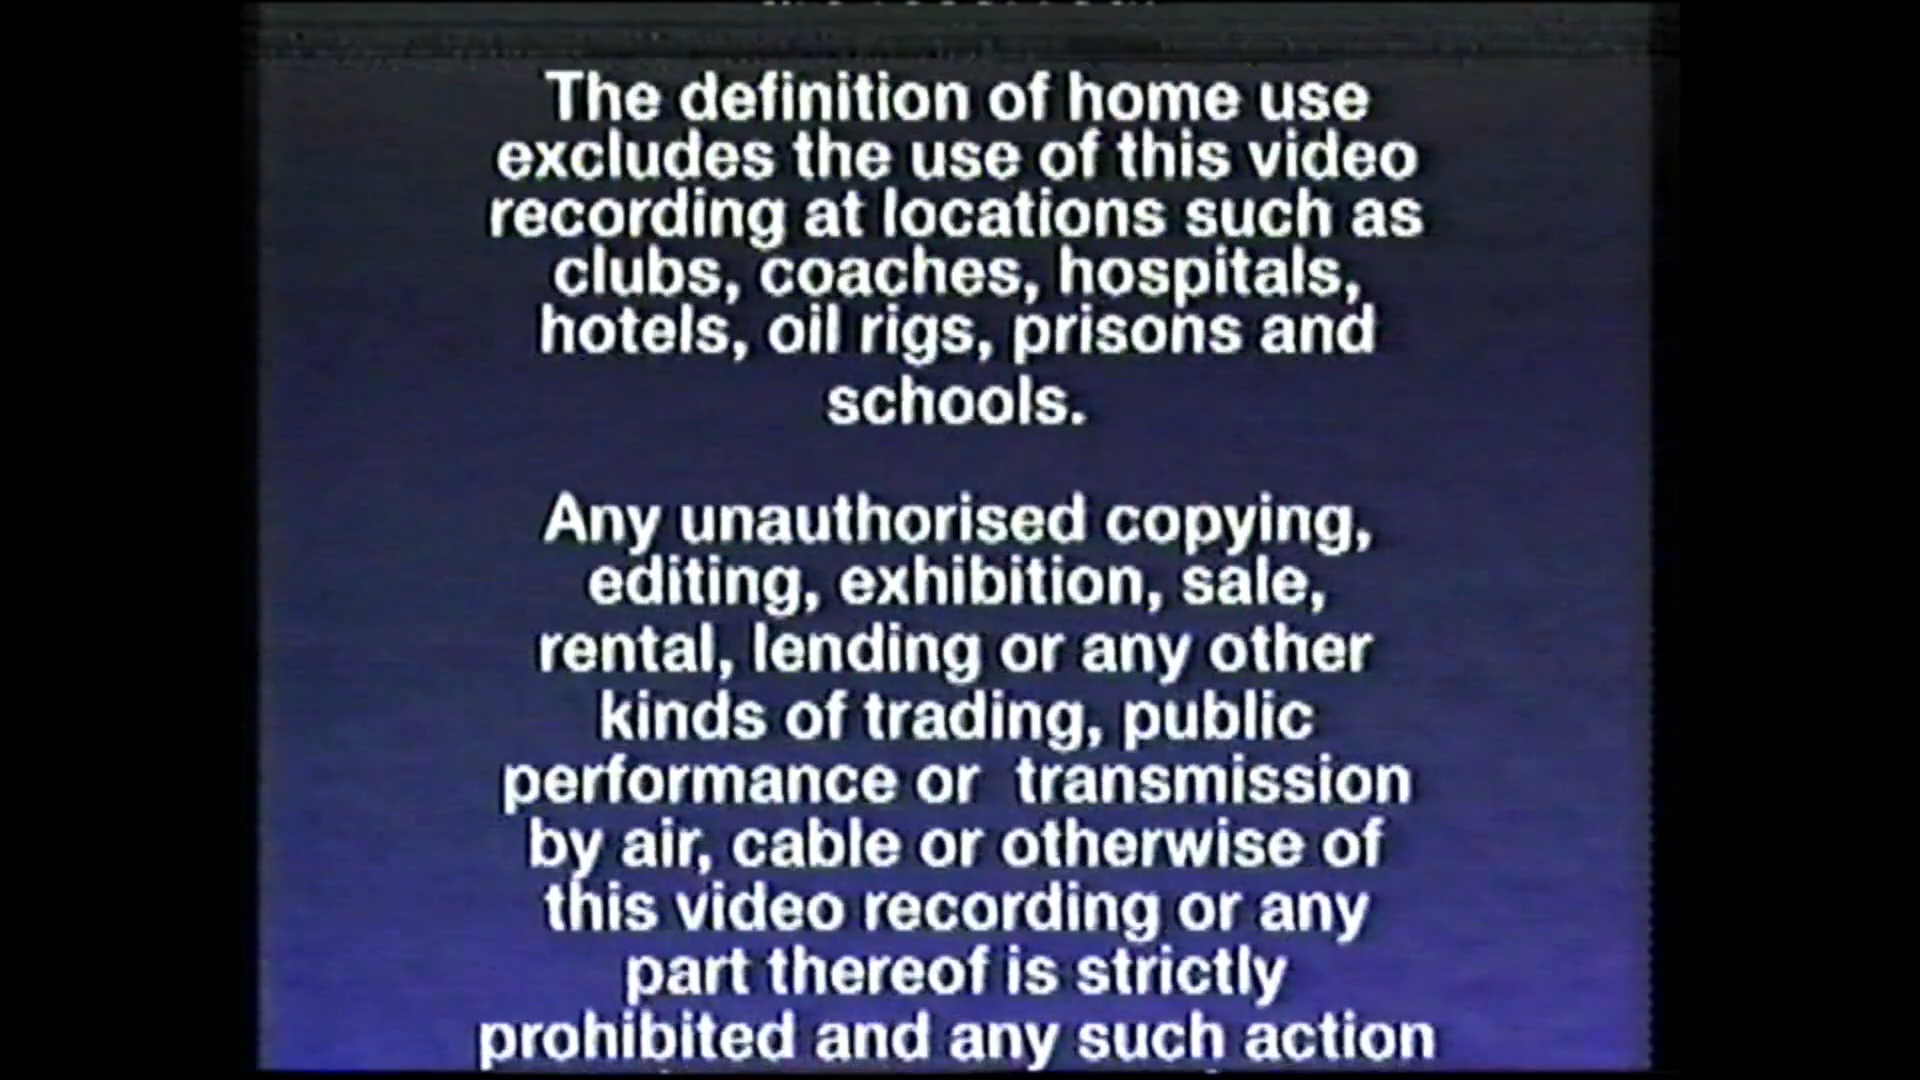 The definition of home use
excludes the use of this video
recording at locations such as
clubs, coaches, hospitals,
hotels, oil rigs, prisons and
schools.
Any unauthorised copying,
editing, exhibition, sale,
rental, lending or any other
kinds of trading, public
performance or  transmission
by air, cable or otherwise of
this video recording or any
part thereof is strictly
prohibited and any such action